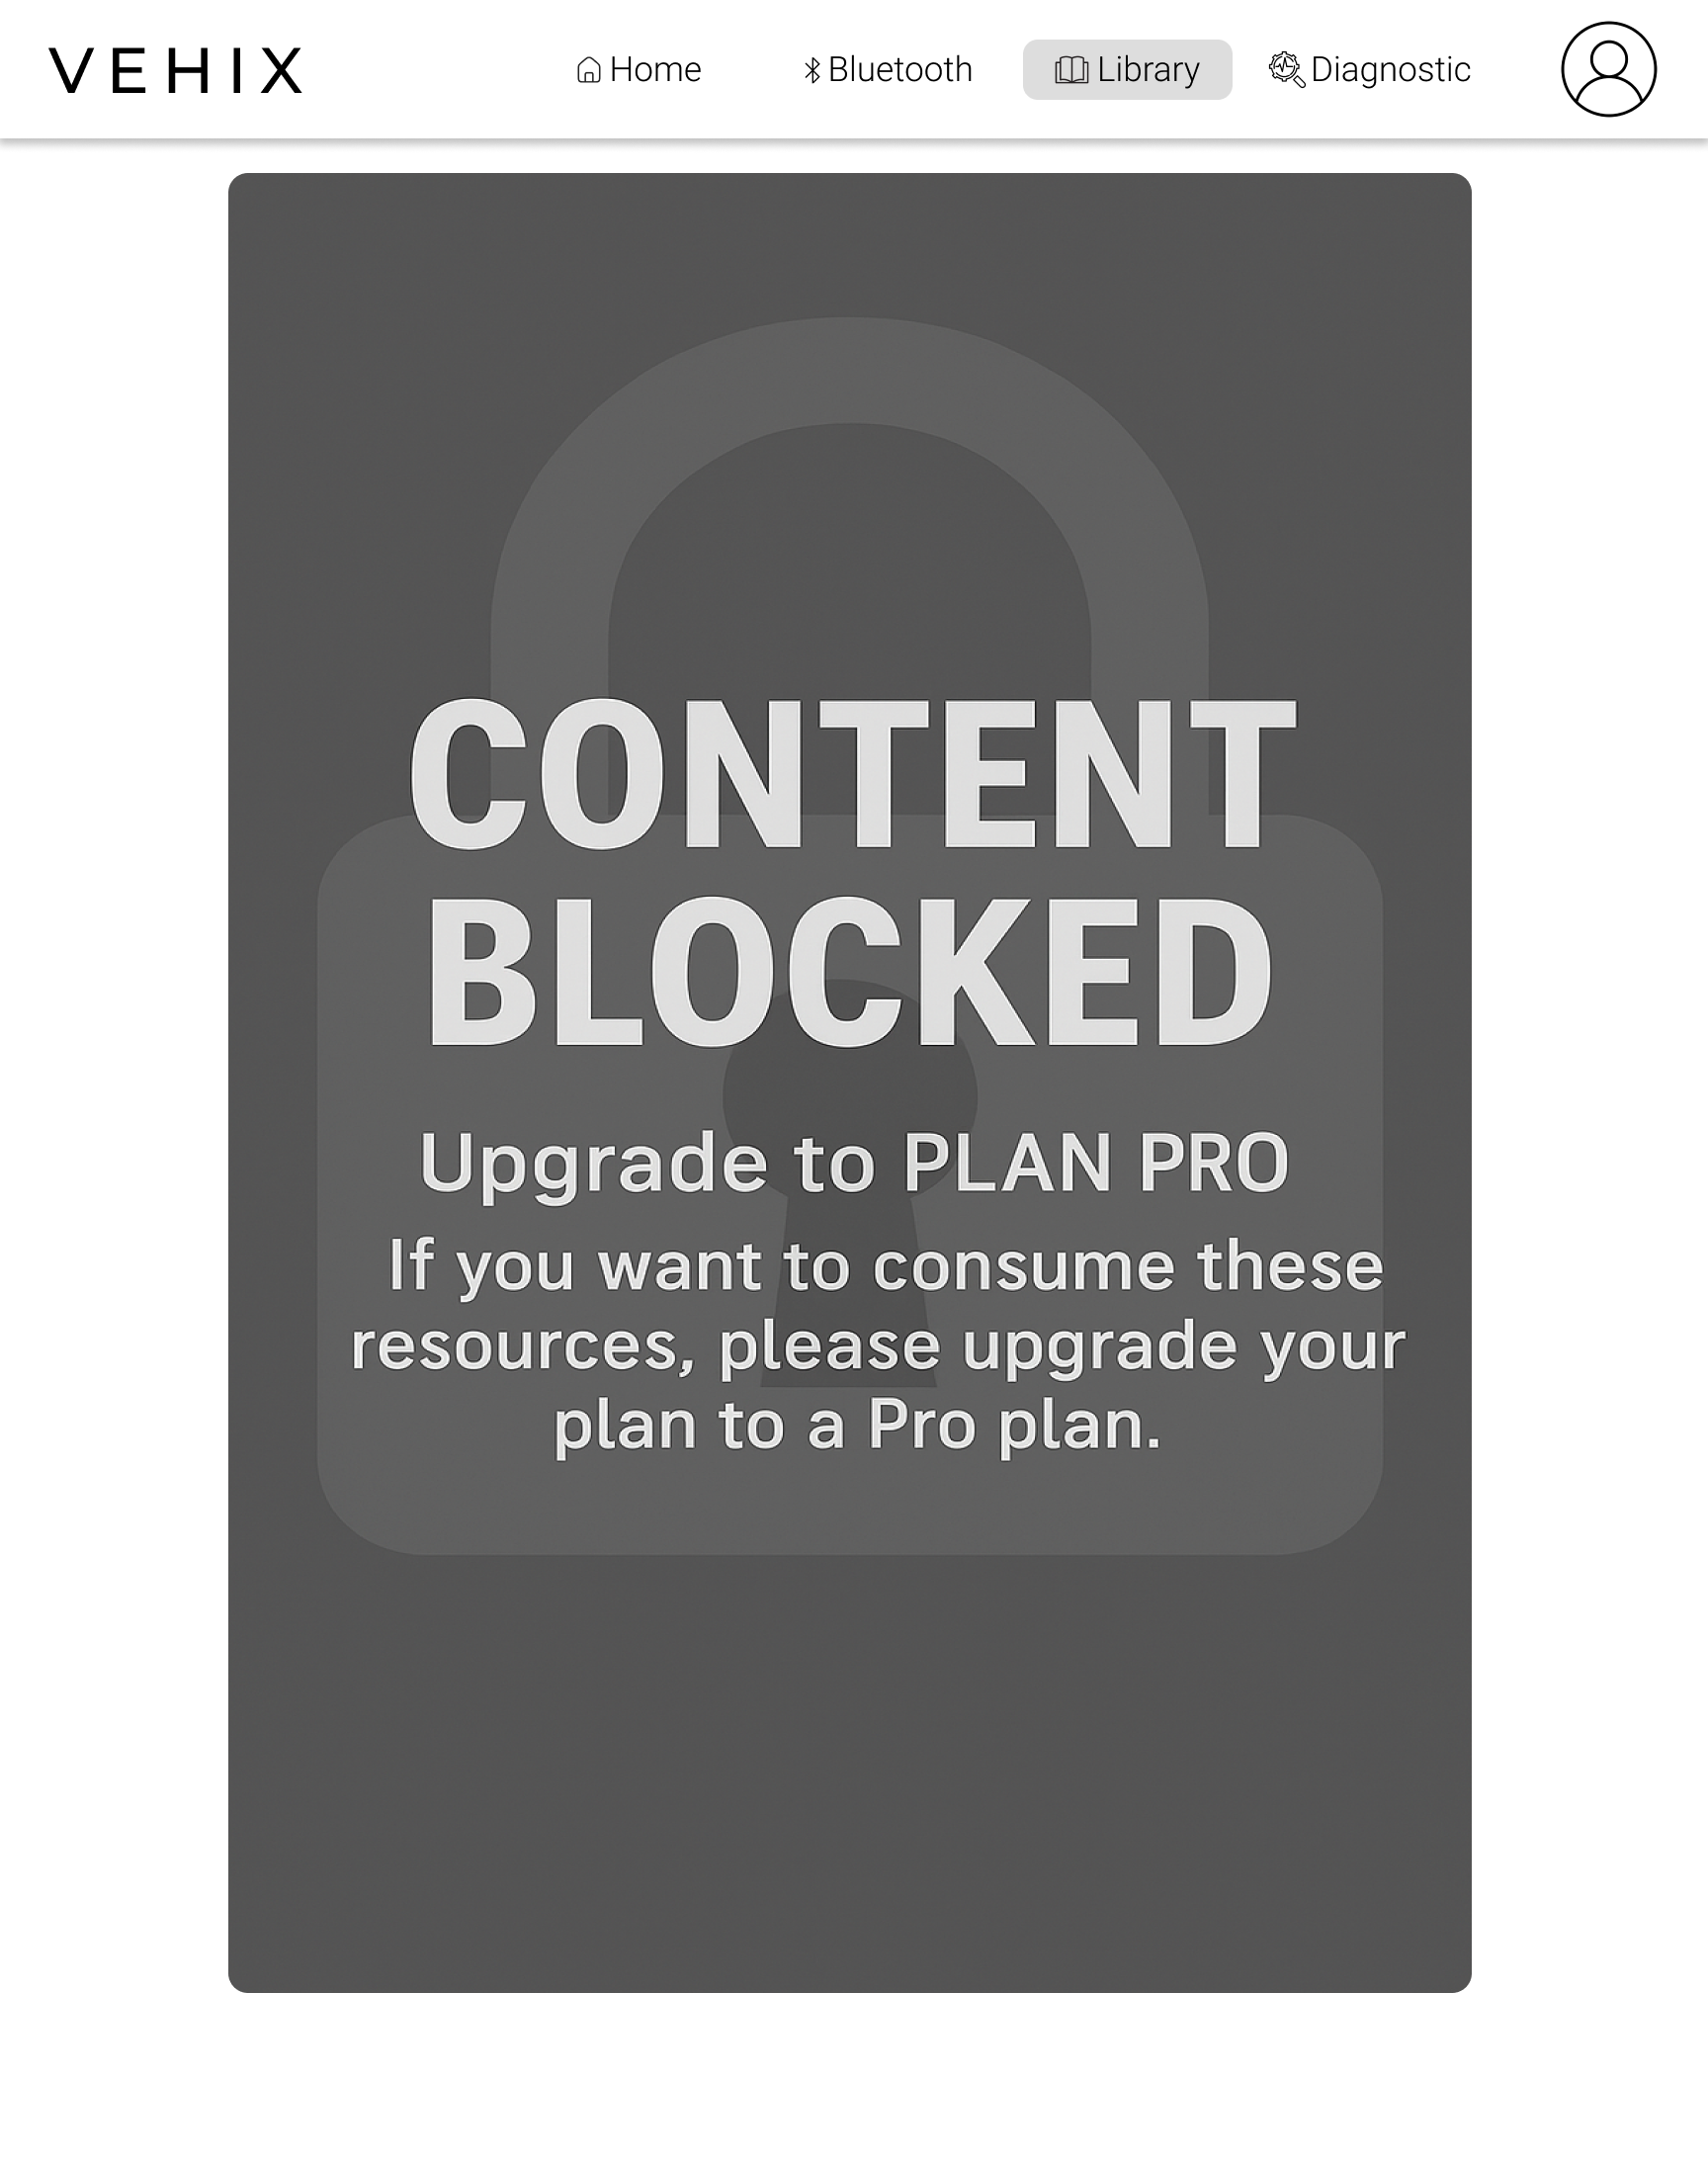 VEHIX
Home
Bluetooth
Library
Diagnostic
CONTENT
BLOCKED
Upgrade to PLAN PRO
If you want to consume these
resources, please upgrade your
plan to a Pro plan.